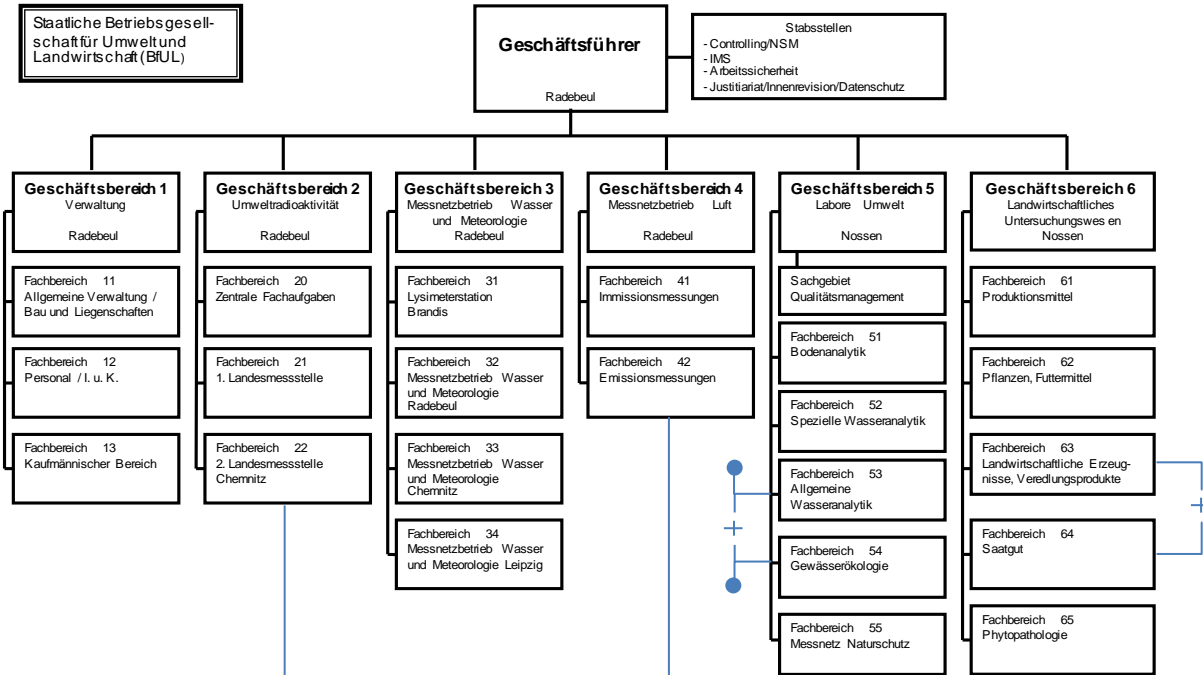 Staatliche Betriebsgesell-
schaft für Umwelt und
Landwirtschaft (BfUL)
Geschäftsführer
Radebeul
Stabsstellen
- Controlling/NSM
- IMS
- Arbeitssicherheit
- Justitiariat/Innenrevision/Datenschutz
Geschäftsbereich 1
Verwaltung
Radebeul
Fachbereich 11
Allgemeine Verwaltung /
Bau und Liegenschaften
Fachbereich 12
Personal / I. u. K.
Fachbereich 13
Kaufmännischer Bereich
Geschäftsbereich 2
Umweltradioaktivität
Radebeul
Fachbereich 20
Zentrale Fachaufgaben
Fachbereich 21
1. Landesmessstelle
Fachbereich 22
2. Landesmessstelle
Chemnitz
Geschäftsbereich 3
Messnetzbetrieb Wasser
und Meteorologie
Radebeul
Fachbereich 31
Lysimeterstation
Brandis
Fachbereich 32
Messnetzbetrieb Wasser
und Meteorologie
Radebeul
Fachbereich 33
Messnetzbetrieb Wasser
und Meteorologie
Chemnitz
Fachbereich 34
Messnetzbetrieb Wasser
und Meteorologie Leipzig
Geschäftsbereich 4
Messnetzbetrieb Luft
Radebeul
Fachbereich 41
Immissionsmessungen
Fachbereich 42
Emissionsmessungen
Geschäftsbereich 5
Labore Umwelt
Nossen
Sachgebiet
Qualitätsmanagement
Fachbereich 51
Bodenanalytik
Fachbereich 52
Spezielle Wasseranalytik
Fachbereich 53
Allgemeine
Wasseranalytik
Fachbereich 54
Gewässerökologie
Fachbereich 55
Messnetz Naturschutz
Geschäftsbereich 6
Landwirtschaftliches
Untersuchungswesen
Nossen
Fachbereich 61
Produktionsmittel
Fachbereich 62
Pflanzen, Futtermittel
Fachbereich 63
Landwirtschaftliche Erzeug-
nisse, Veredlungsprodukte
Fachbereich 64
Saatgut
Fachbereich 65
Phytopathologie